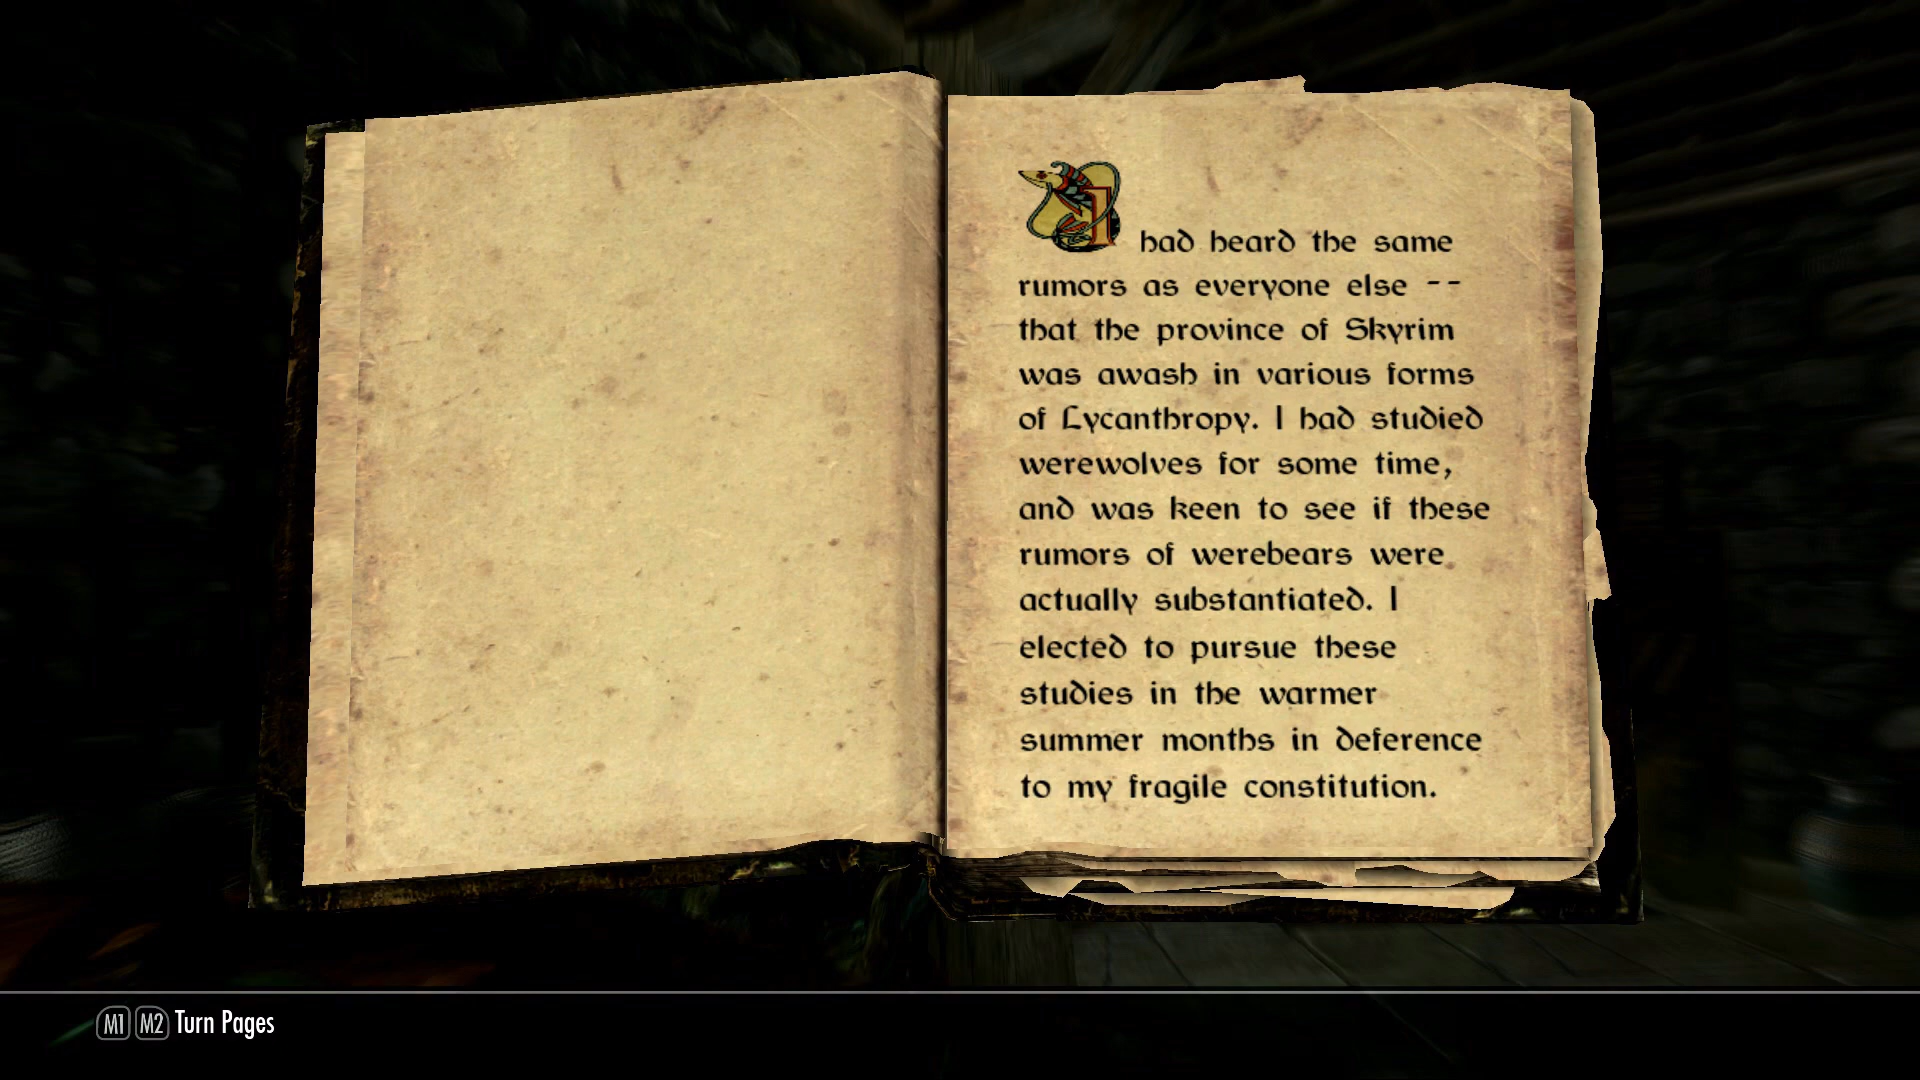 I had heard the same
rumors as everyone else --
that the province of Skyrim
was awash in various forms
of Lycanthropy. I had studied
werewolves for some time,
and was keen to see if these
rumors of werebears were
actually substantiated. I
elected to pursue these
studies in the warmer
summer months in deference
to my fragile constitution.
M1 M2 Turn Pages